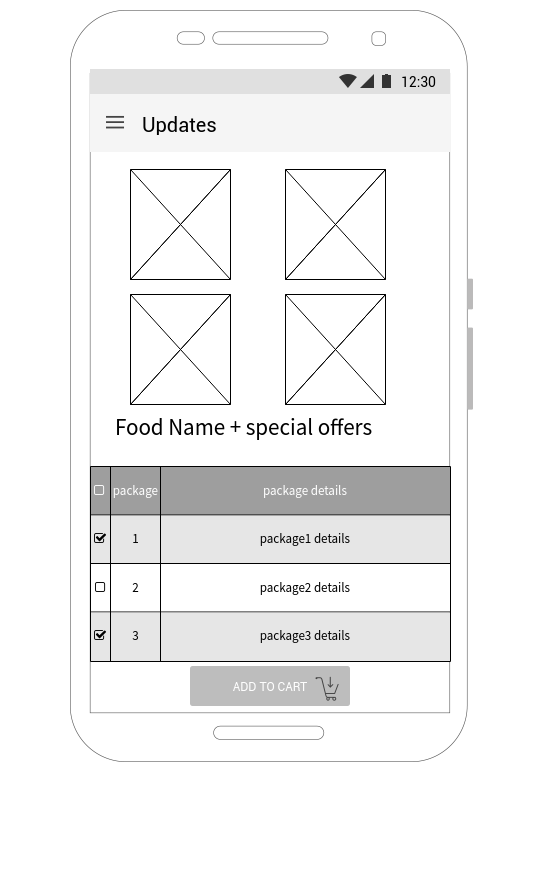 12:30
Updates
Food Name + special offers
package package details
1 package1 details
2 package2 details
3 package3 details
ADD TO CART